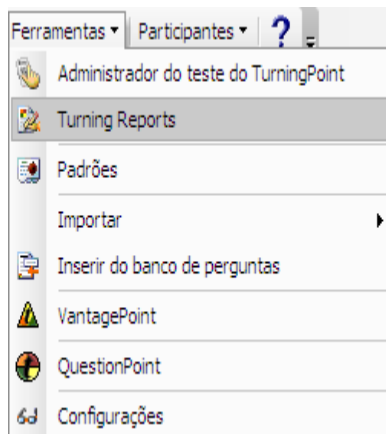 Ferramentas Participantes ?
Administrador do teste do TurningPoint
Turning Reports
Padrões
Importar
Inserir do banco de perguntas
VantagePoint
QuestionPoint
Configurações